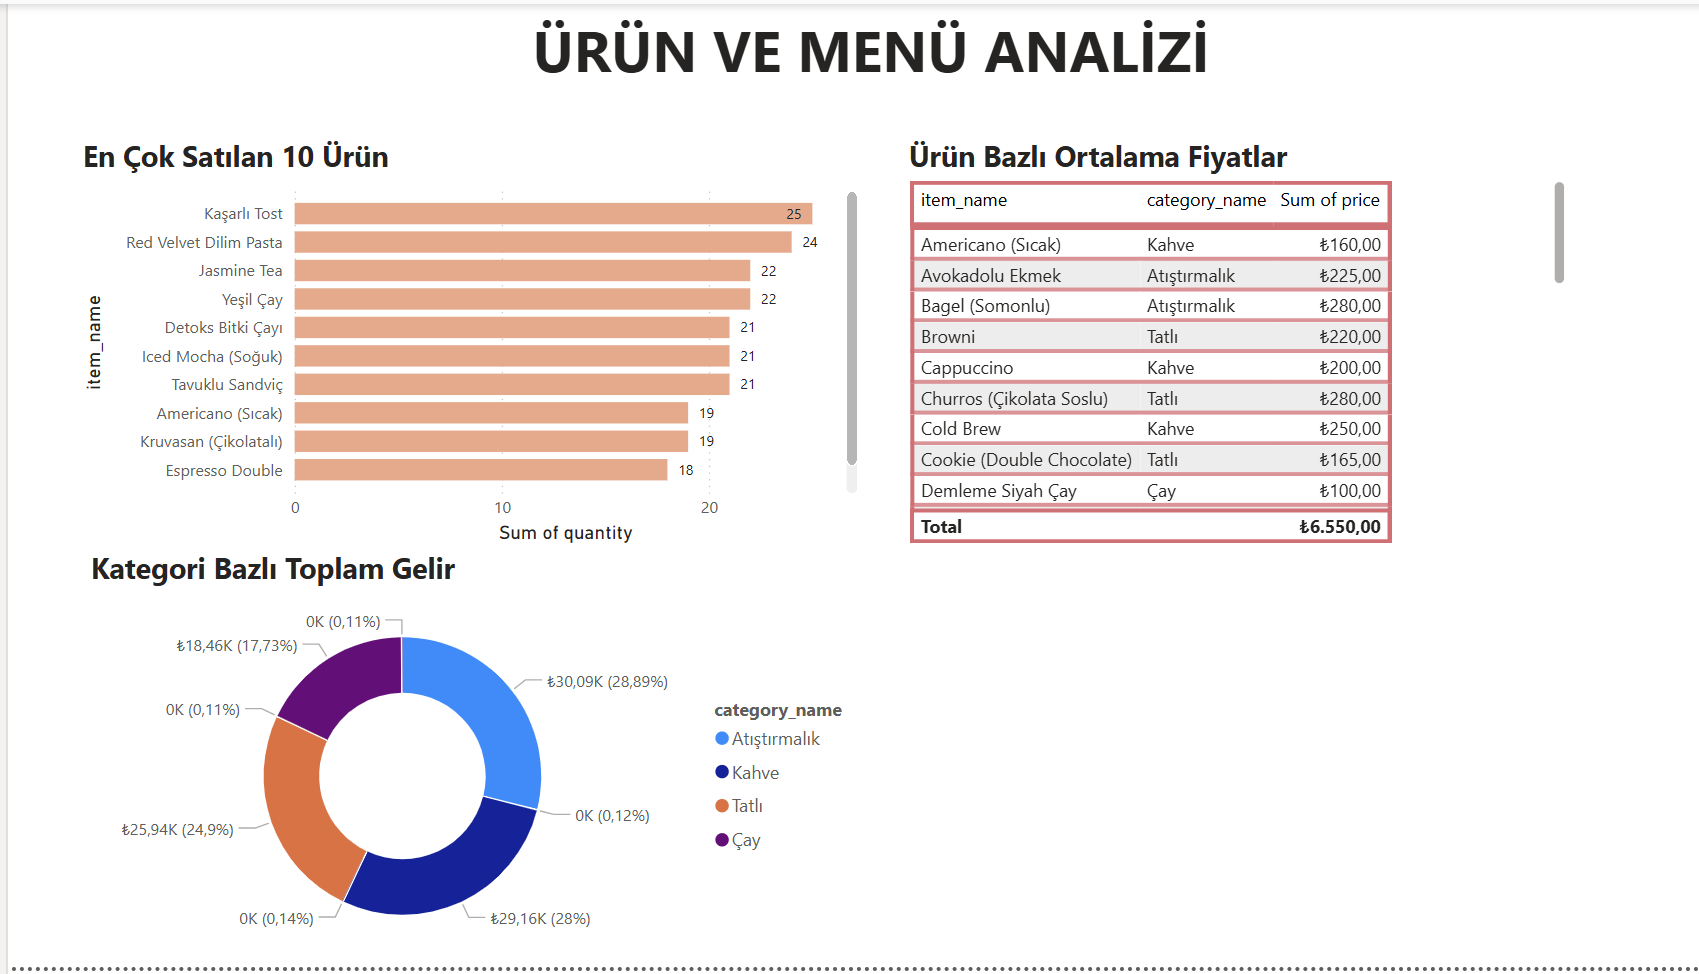 ÜRÜN VE MENÜ ANALİZİ
En Çok Satılan 10 Ürün
item_name
Kaşarlı Tost 25
Red Velvet Dilim Pasta 24
Jasmine Tea 22
Yeşil Çay 22
Detoks Bitki Çayı 21
Iced Mocha (Soğuk) 21
Tavuklu Sandviç 21
Americano (Sıcak) 19
Kruvasan (Çikolatalı) 19
Espresso Double 18
0 10 20
Sum of quantity
Ürün Bazlı Ortalama Fiyatlar
item_name category_name Sum of price
Americano (Sıcak) Kahve ₺160,00
Avokadolu Ekmek Atıştırmalık ₺225,00
Bagel (Somonlu) Atıştırmalık ₺280,00
Browni Tatlı ₺220,00
Cappuccino Kahve ₺200,00
Churros (Çikolata Soslu) Tatlı ₺280,00
Cold Brew Kahve ₺250,00
Cookie (Double Chocolate) Tatlı ₺165,00
Demleme Siyah Çay Çay ₺100,00
Total ₺6.550,00
Kategori Bazlı Toplam Gelir
0K (0,11%)
₺18,46K (17,73%)
₺30,09K (28,89%)
0K (0,11%)
0K (0,12%)
₺25,94K (24,9%)
0K (0,14%)
₺29,16K (28%)
category_name
Atıştırmalık
Kahve
Tatlı
Çay